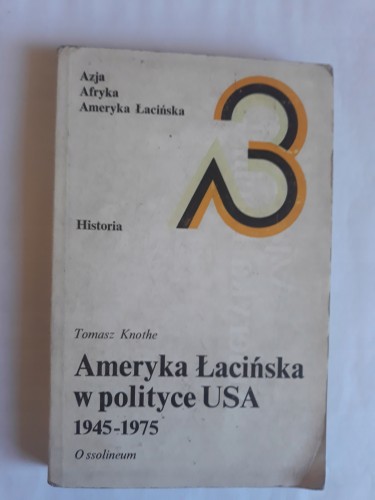 Azja
Afryka
Ameryka Łacińska
Historia
Tomasz Knothe
Ameryka Łacińska
w polityce USA
1945-1975
Ossolineum